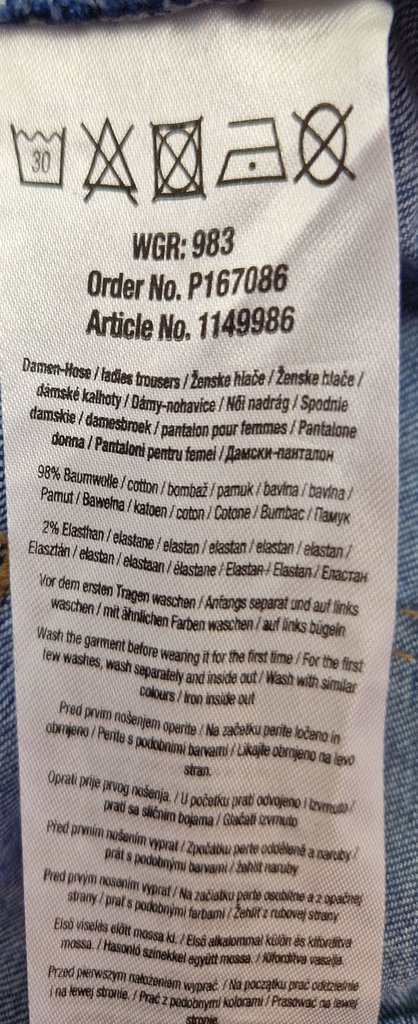 30
WGR: 983
Order No. P167086
Article No. 1149986
Damen-Hose / ladies trousers / Ženske hlače / Ženske hlače /
dámské kalhoty / Dámy-nohavice / Női nadrág / Spodnie
damskie / damesbroek / pantalon pour femmes / Pantalone
donna / Pantaloni pentru femei / Дамски-панталон
98% Baumwolle / cotton / bombaž / pamuk / bavlna / bavlna /
Pamut / Bawełna / katoen / coton / Cotone / Bumbac / Памук
2% Elasthan / elastane / elastan / elastan / elastan / elastan /
Elasztán / elastan / elastaan / élastane / Elastan / Elastan / Еластан
Vor dem ersten Tragen waschen / Anfangs separat und auf links
waschen / mit ähnlichen Farben waschen / auf links bügeln
Wash the garment before wearing it for the first time / For the first
few washes, wash separately and inside out / Wash with similar
colours / Iron inside out
Pred prvim nošenjem operite / Na začetku perite ločeno in
obrnjeno / Perite s podobnimi barvami / Likajte obrnjeno na levo
stran.
Oprati prije prvog nošenja. / U početku prati odvojeno i izvrnuto /
prati sa sličnim bojama / Glačati izvrnuto
Před prvním nošením vyprat / Zpočátku perte odděleně a naruby /
prát s podobnými barvami / žehlit naruby
Pred prvým nosením vyprať / Na začiatku perte osobitne a z opačnej
strany / prať s podobnými farbami / Žehliť z rubovej strany
Első viselés előtt mossa ki. / Első alkalommal külön és kifordítva
mossa. / Hasonló színekkel együtt mossa. / Kifordítva vasalja.
Przed pierwszym nałożeniem wyprać. / Na początku prać oddzielnie
i na lewej stronie. / Prać z podobnymi kolorami / Prasować na lewej
stronie.